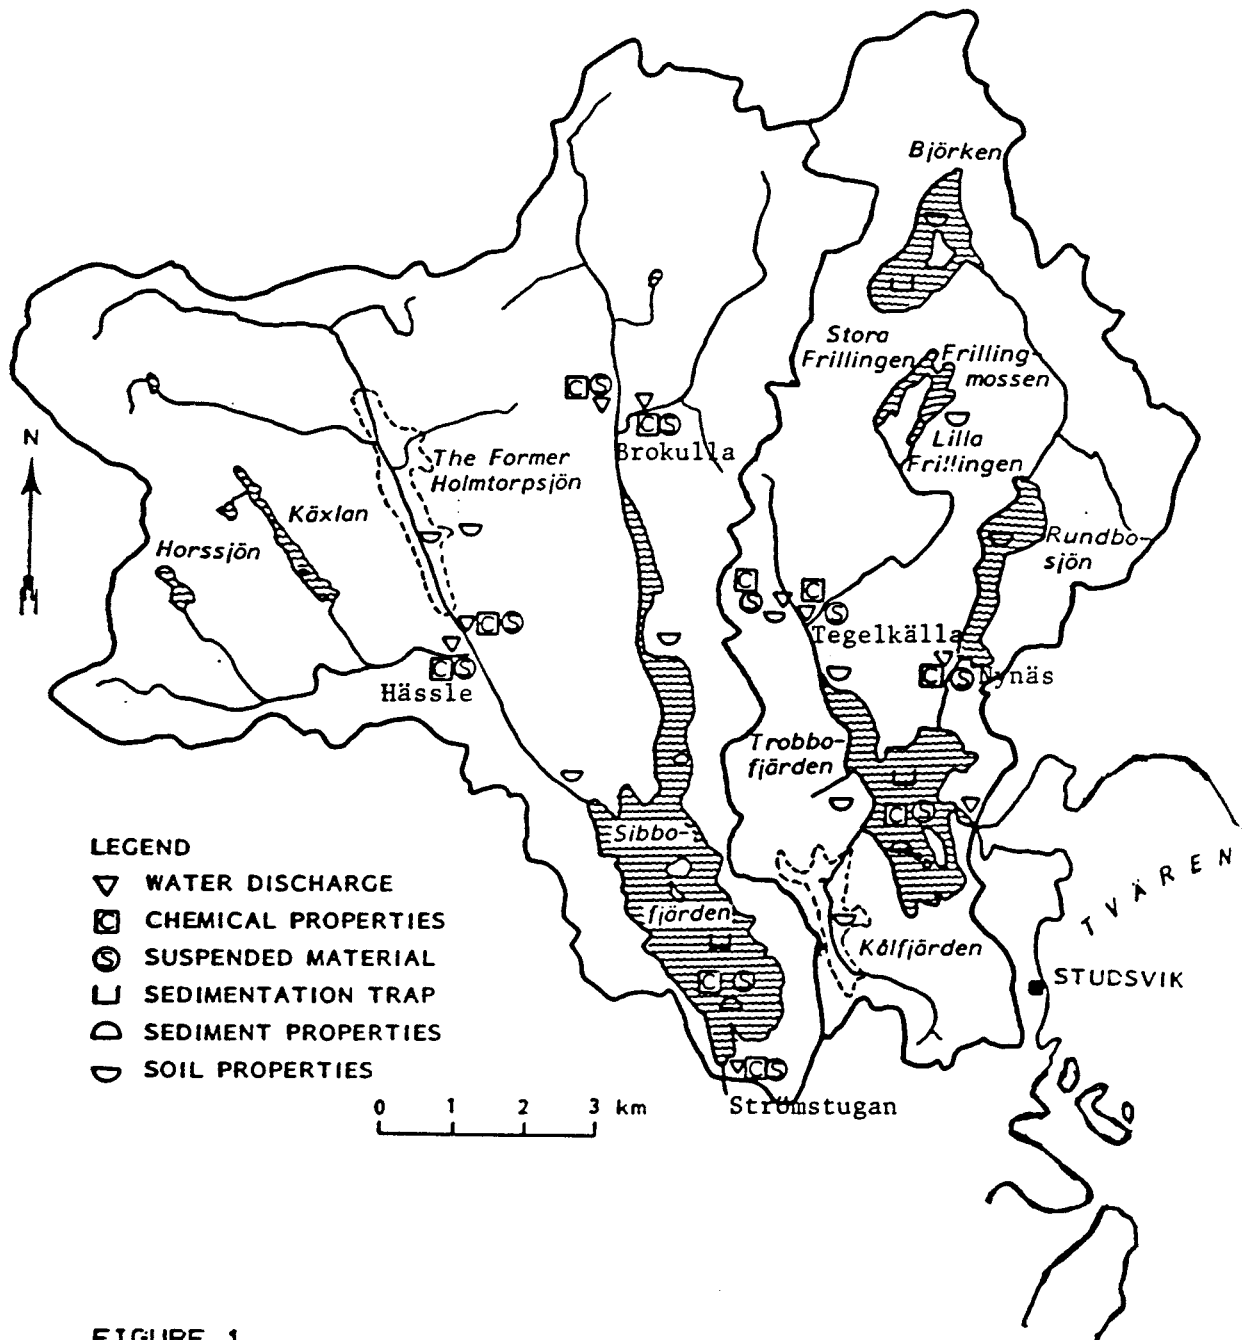 Björken
Stora
Frillingen
Frilling-
mossen
Lilla
Frillingen
N
The Former
Holmtorpsjön
Brokulla
Käxlan
Horssjön
Rundbo-
sjön
Tegelkälla
Nynäs
Hässle
Trobbo-
fjärden
Sibbo-
fjärden
Kålfjärden
TVÄREN
STUDSVIK
Strömstugan
LEGEND
WATER DISCHARGE
C CHEMICAL PROPERTIES
S SUSPENDED MATERIAL
SEDIMENTATION TRAP
SEDIMENT PROPERTIES
SOIL PROPERTIES
0 1 2 3 km
FIGURE 1